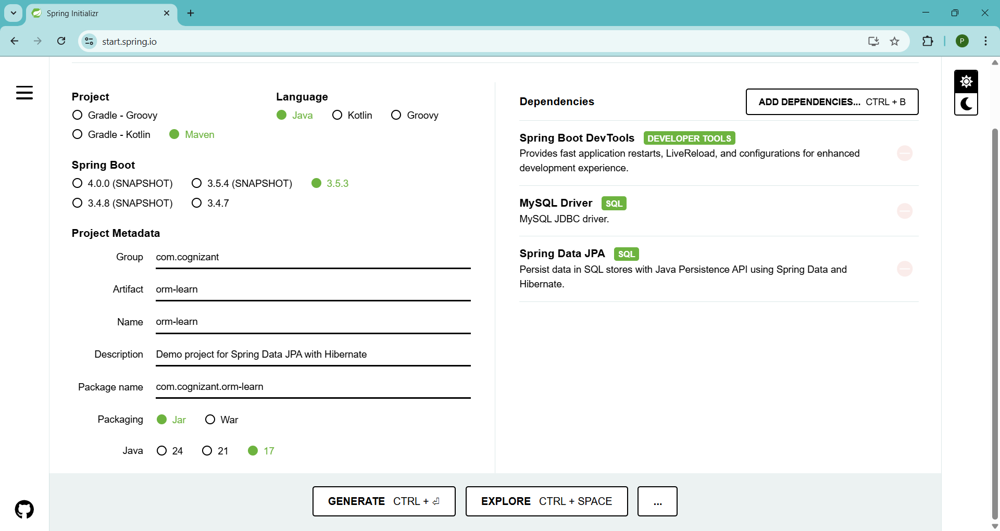 Spring Initializr
start.spring.io
P
Project
Gradle - Groovy
Gradle - Kotlin Maven
Language
Java Kotlin Groovy
Spring Boot
4.0.0 (SNAPSHOT) 3.5.4 (SNAPSHOT) 3.5.3
3.4.8 (SNAPSHOT) 3.4.7
Project Metadata
Group com.cognizant
Artifact orm-learn
Name orm-learn
Description Demo project for Spring Data JPA with Hibernate
Package name com.cognizant.orm-learn
Packaging Jar War
Java 24 21 17
Dependencies ADD DEPENDENCIES... CTRL + B
Spring Boot DevTools DEVELOPER TOOLS
Provides fast application restarts, LiveReload, and configurations for enhanced
development experience.
MySQL Driver SQL
MySQL JDBC driver.
Spring Data JPA SQL
Persist data in SQL stores with Java Persistence API using Spring Data and
Hibernate.
GENERATE CTRL + ⏎ EXPLORE CTRL + SPACE ...